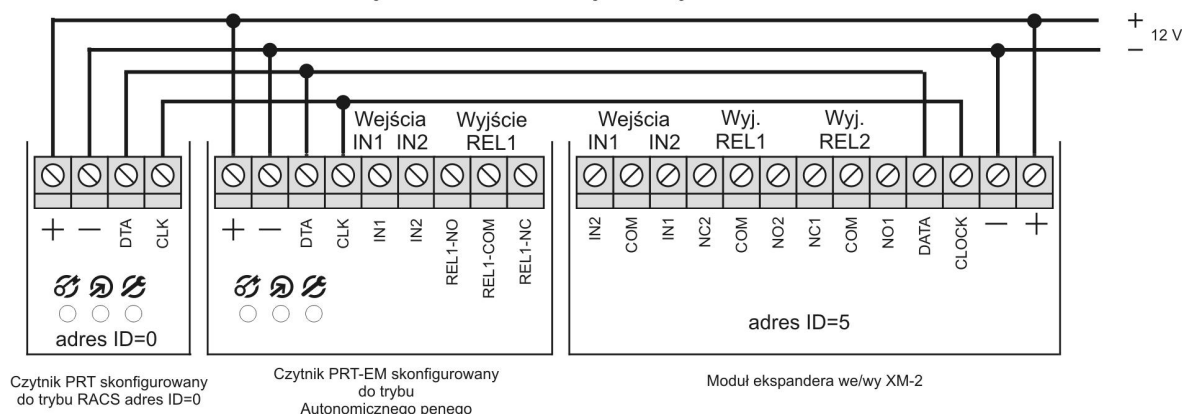 +
12 V
−
Wejścia
IN1 IN2
Wyjście
REL1
Wejścia
IN1 IN2
Wyj.
REL1
Wyj.
REL2
+ − DTA CLK
+ − DTA CLK IN1 IN2 REL1-NO REL1-COM REL1-NC
IN2 COM IN1 NC2 COM NO2 NC1 COM NO1 DATA CLOCK − +
adres ID=0
adres ID=5
Czytnik PRT skonfigurowany
do trybu RACS adres ID=0
Czytnik PRT-EM skonfigurowany
do trybu
Autonomicznego penego
Moduł ekspandera we/wy XM-2